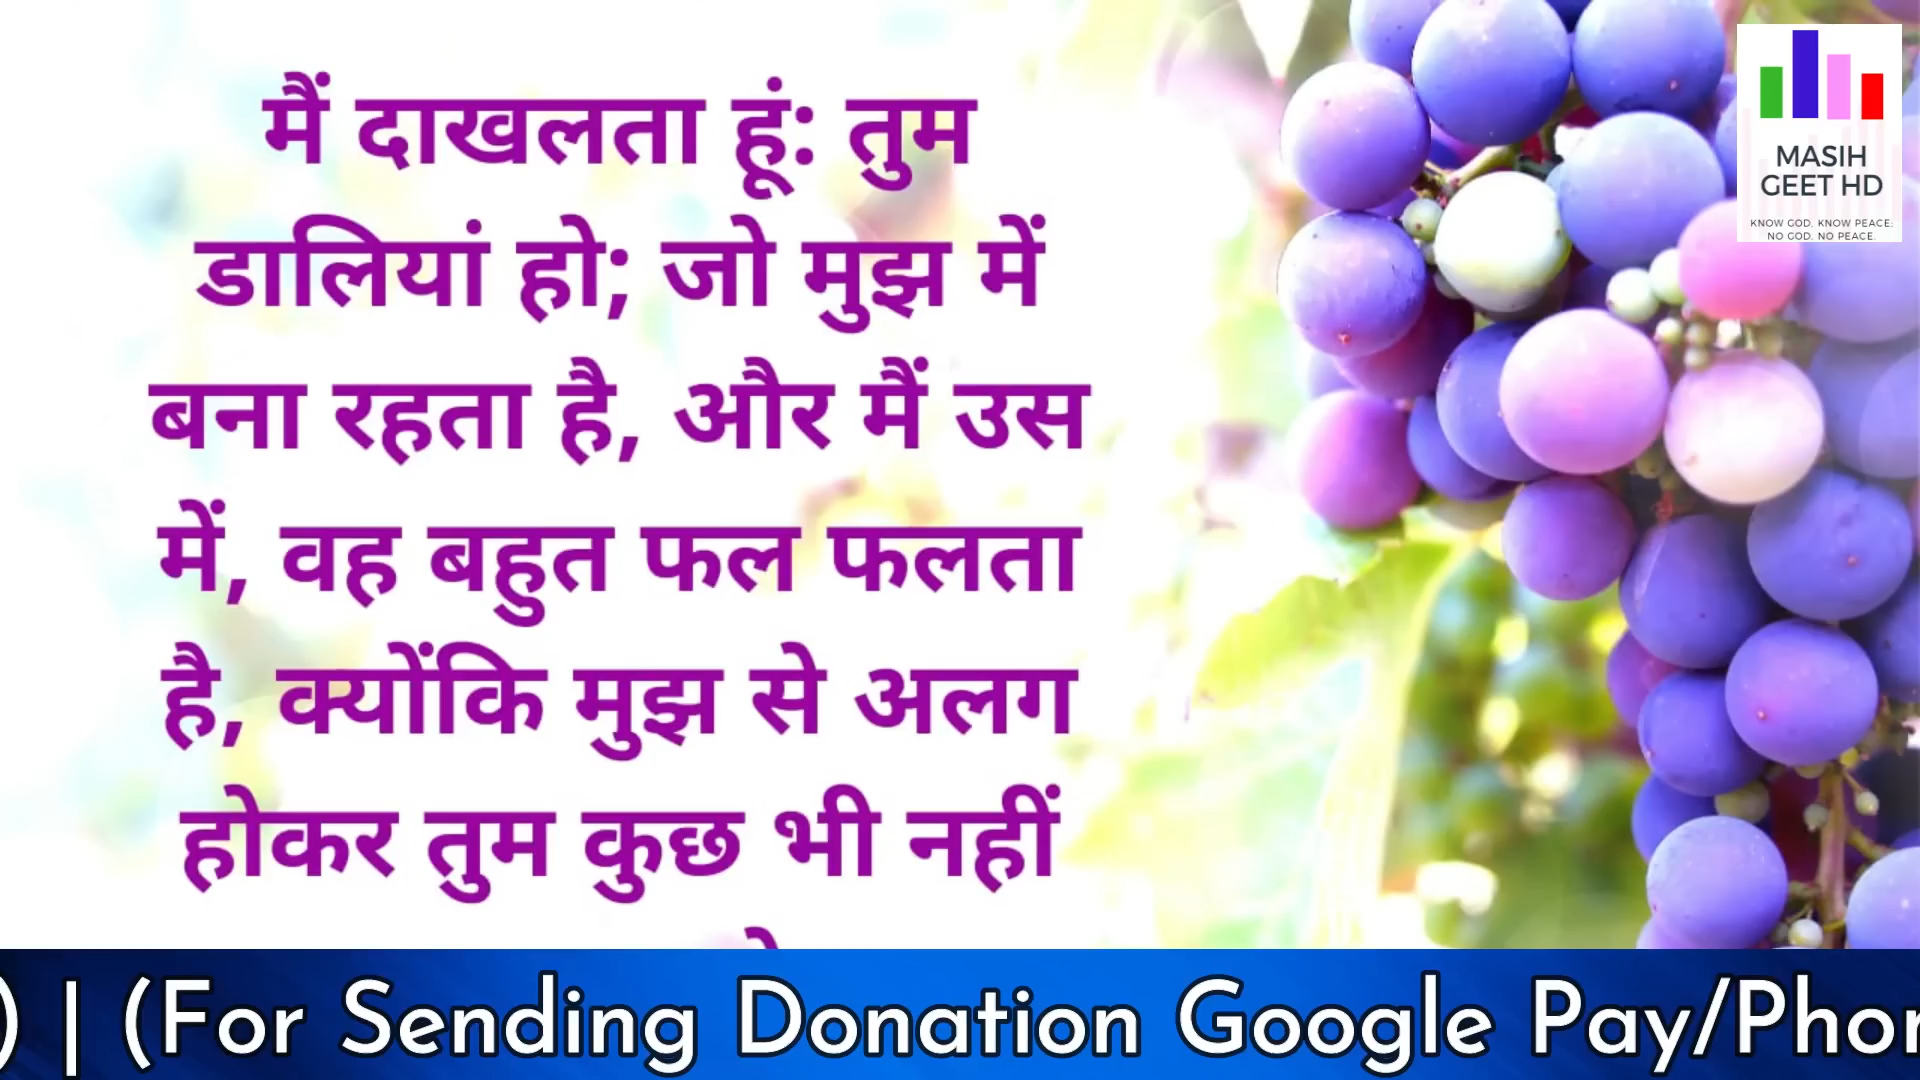 मैं दाखलता हूं: तुम
डालियां हो; जो मुझ में
बना रहता है, और मैं उस
में, वह बहुत फल फलता
है, क्योंकि मुझ से अलग
होकर तुम कुछ भी नहीं
MASIH
GEET HD
KNOW GOD. KNOW PEACE:
NO GOD. NO PEACE.
) | (For Sending Donation Google Pay/Phon